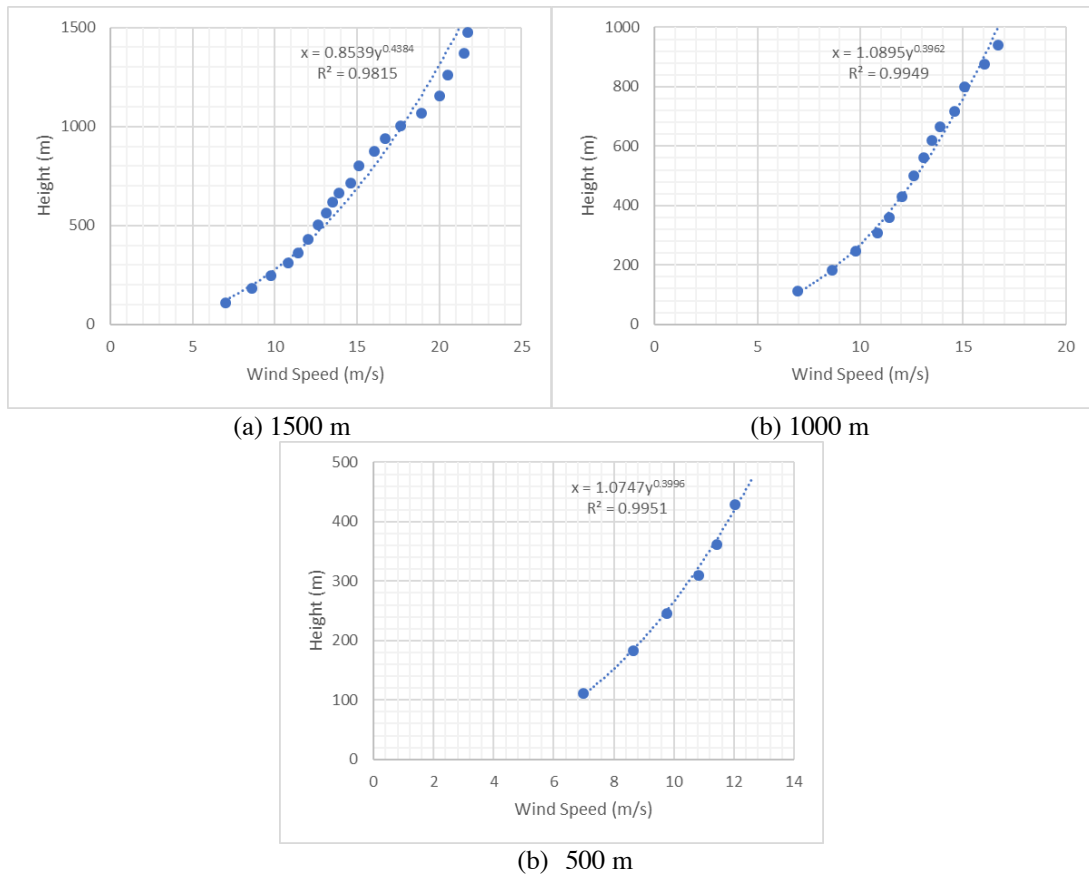 x = 0.8539y^0.4384
R² = 0.9815
1500
1000
500
0
0 5 10 15 20 25
Height (m)
Wind Speed (m/s)
(a) 1500 m
x = 1.0895y^0.3962
R² = 0.9949
1000
800
600
400
200
0
0 5 10 15 20
Height (m)
Wind Speed (m/s)
(b) 1000 m
x = 1.0747y^0.3996
R² = 0.9951
500
400
300
200
100
0
0 2 4 6 8 10 12 14
Height (m)
Wind Speed (m/s)
(b) 500 m